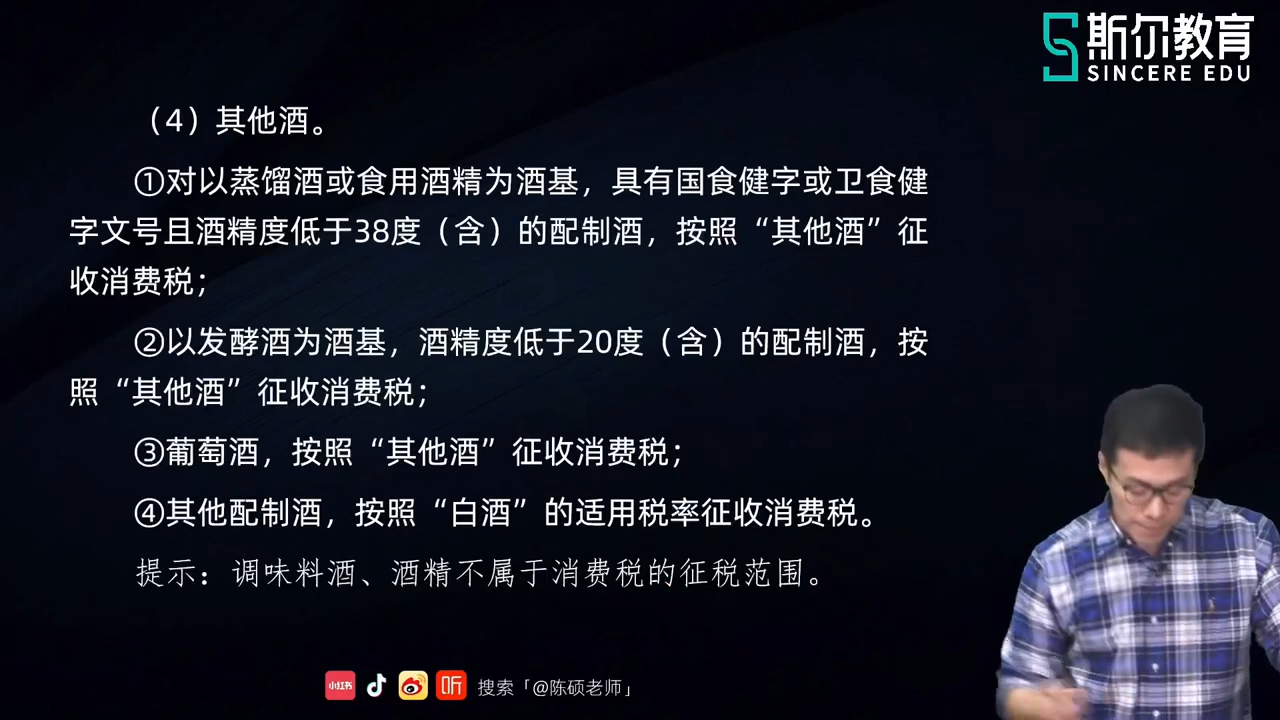 斯尔教育
SINCERE EDU
（4）其他酒。
①对以蒸馏酒或食用酒精为酒基，具有国食健字或卫食健
字文号且酒精度低于38度（含）的配制酒，按照“其他酒”征
收消费税；
②以发酵酒为酒基，酒精度低于20度（含）的配制酒，按
照“其他酒”征收消费税；
③葡萄酒，按照“其他酒”征收消费税；
④其他配制酒，按照“白酒”的适用税率征收消费税。
提示：调味料酒、酒精不属于消费税的征税范围。
小红书
听
搜索「@陈硕老师」